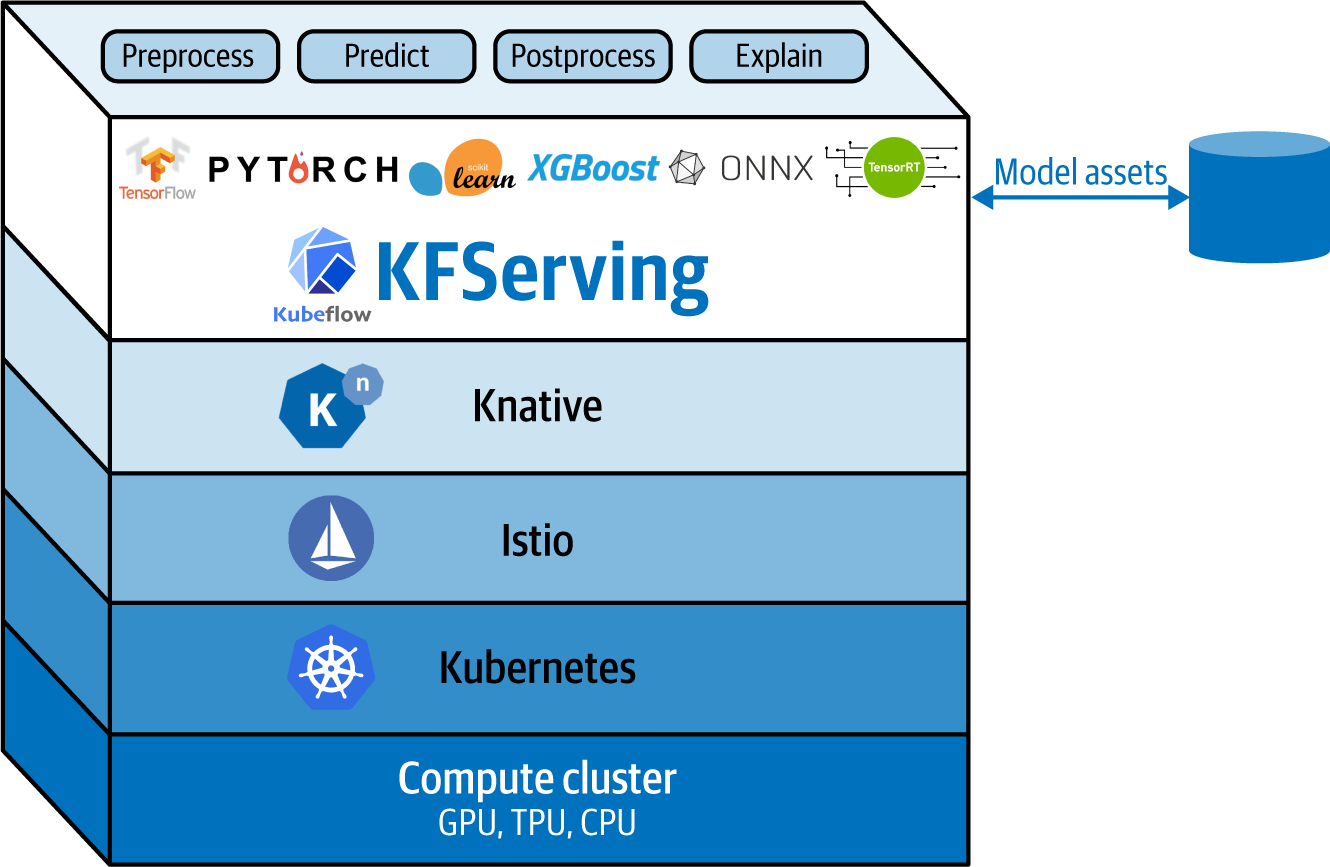 Preprocess Predict Postprocess Explain
TensorFlow PYTORCH scikit learn XGBoost ONNX TensorRT
Model assets
Kubeflow KFServing
K n Knative
Istio
Kubernetes
Compute cluster
GPU, TPU, CPU